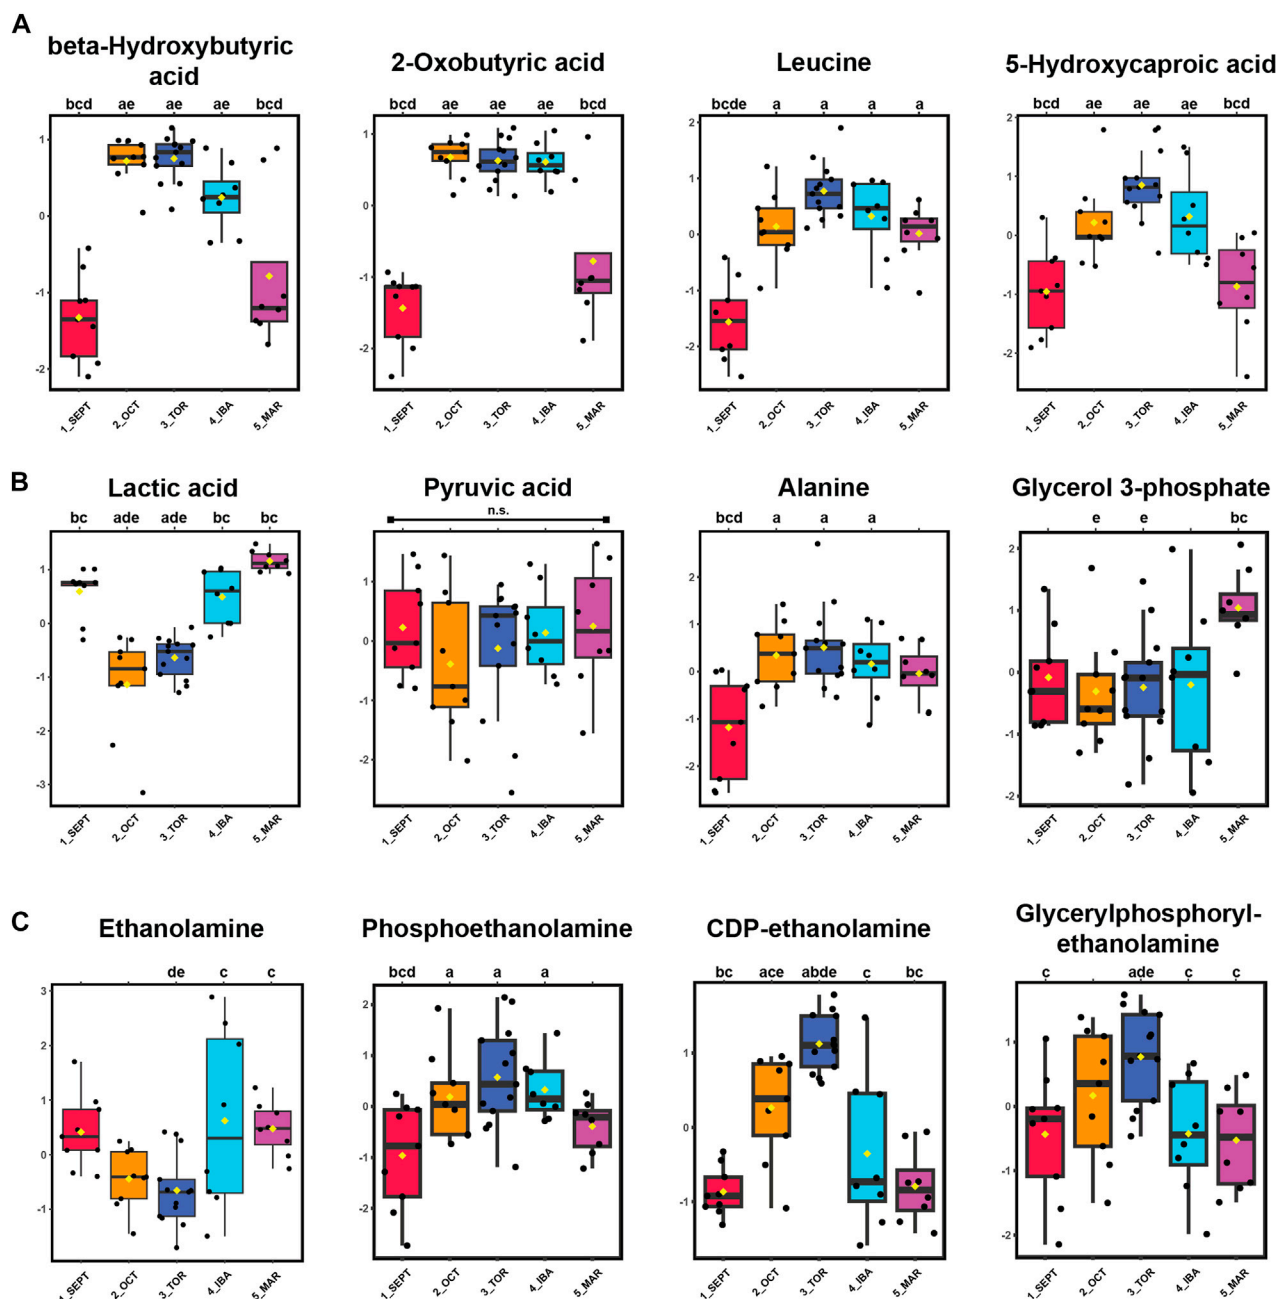 A
beta-Hydroxybutyric
acid
2-Oxobutyric acid
Leucine
5-Hydroxycaproic acid
bcd ae ae ae bcd
bcd ae ae ae bcd
bcde a a a a
bcd ae ae ae bcd
1
0
-1
-2
1
0
-1
-2
2
1
0
-1
-2
2
1
0
-1
-2
1_SEPT 2_OCT 3_TOR 4_IBA 5_MAR
1_SEPT 2_OCT 3_TOR 4_IBA 5_MAR
1_SEPT 2_OCT 3_TOR 4_IBA 5_MAR
1_SEPT 2_OCT 3_TOR 4_IBA 5_MAR
B
Lactic acid
Pyruvic acid
Alanine
Glycerol 3-phosphate
bc ade ade bc bc
n.s.
bcd a a a
e e bc
1
0
-1
-2
-3
1
0
-1
-2
2
1
0
-1
-2
2
1
0
-1
-2
1_SEPT 2_OCT 3_TOR 4_IBA 5_MAR
1_SEPT 2_OCT 3_TOR 4_IBA 5_MAR
1_SEPT 2_OCT 3_TOR 4_IBA 5_MAR
1_SEPT 2_OCT 3_TOR 4_IBA 5_MAR
C
Ethanolamine
Phosphoethanolamine
CDP-ethanolamine
Glycerylphosphoryl-
ethanolamine
de c c
bcd a a a
bc ace abde c bc
c ade c c
3
2
1
0
-1
2
1
0
-1
-2
1
0
-1
1
0
-1
-2
1_SEPT 2_OCT 3_TOR 4_IBA 5_MAR
1_SEPT 2_OCT 3_TOR 4_IBA 5_MAR
1_SEPT 2_OCT 3_TOR 4_IBA 5_MAR
1_SEPT 2_OCT 3_TOR 4_IBA 5_MAR